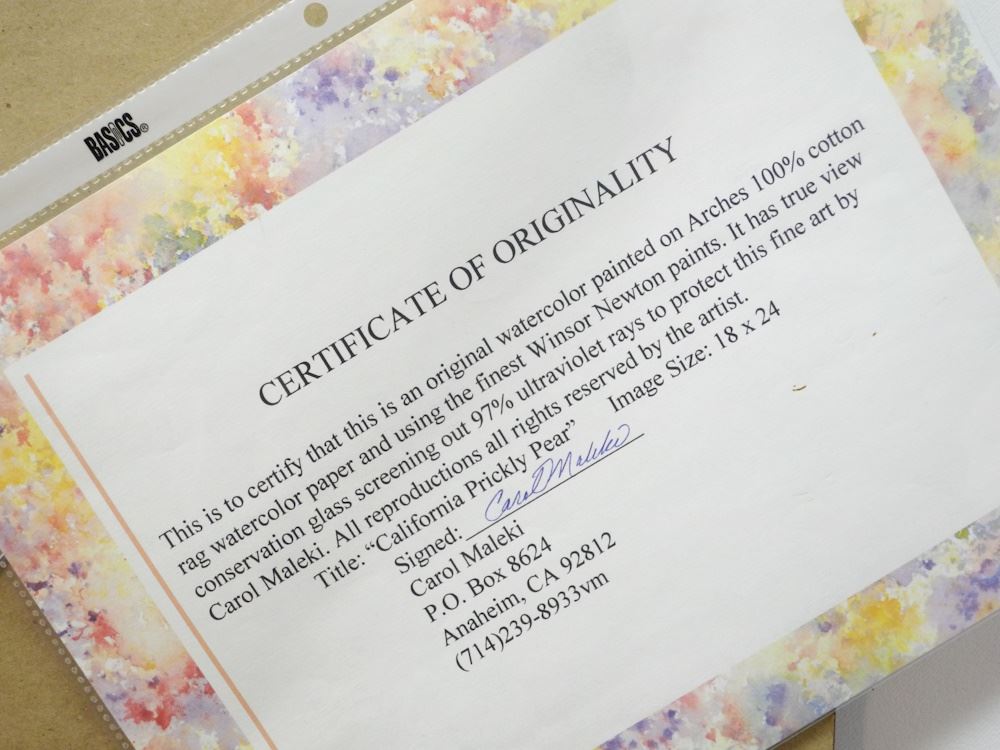 BASICS®
CERTIFICATE OF ORIGINALITY
This is to certify that this is an original watercolor painted on Arches 100% cotton
rag watercolor paper and using the finest Winsor Newton paints. It has true view
conservation glass screening out 97% ultraviolet rays to protect this fine art by
Carol Maleki. All reproductions all rights reserved by the artist.
Title: “California Prickly Pear” Image Size: 18 x 24
Signed: Carol Maleki
Carol Maleki
P.O. Box 8624
Anaheim, CA 92812
(714)239-8933vm